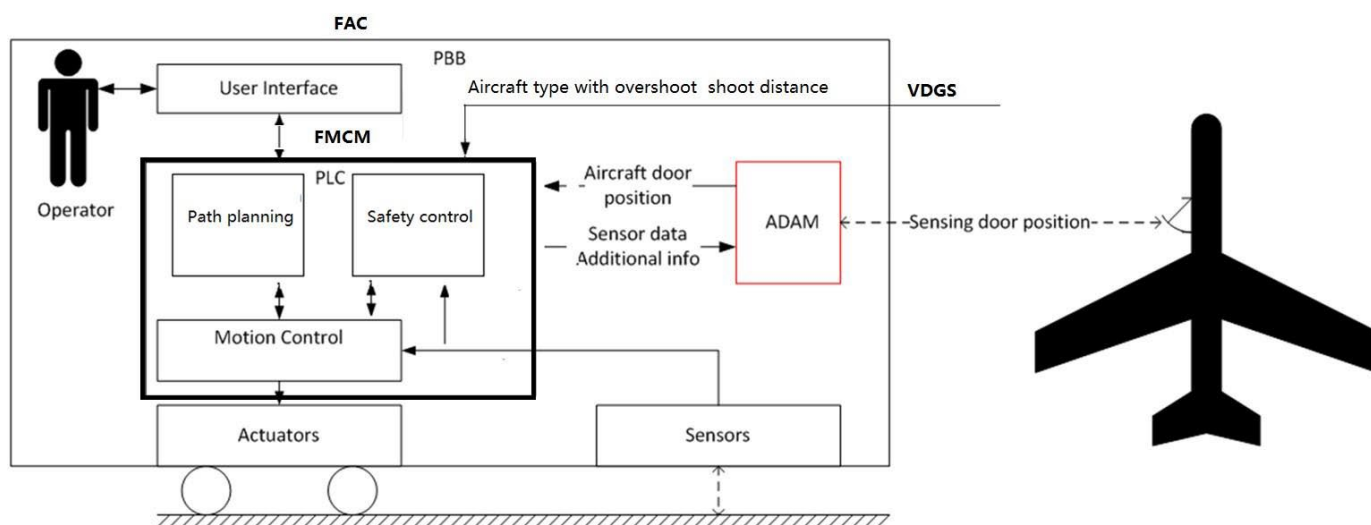 FAC
PBB
User Interface
Aircraft type with overshoot shoot distance
VDGS
FMCM
PLC
Operator
Path planning
Safety control
Aircraft door
position
Sensor data
Additional info
ADAM
Sensing door position
Motion Control
Actuators
Sensors